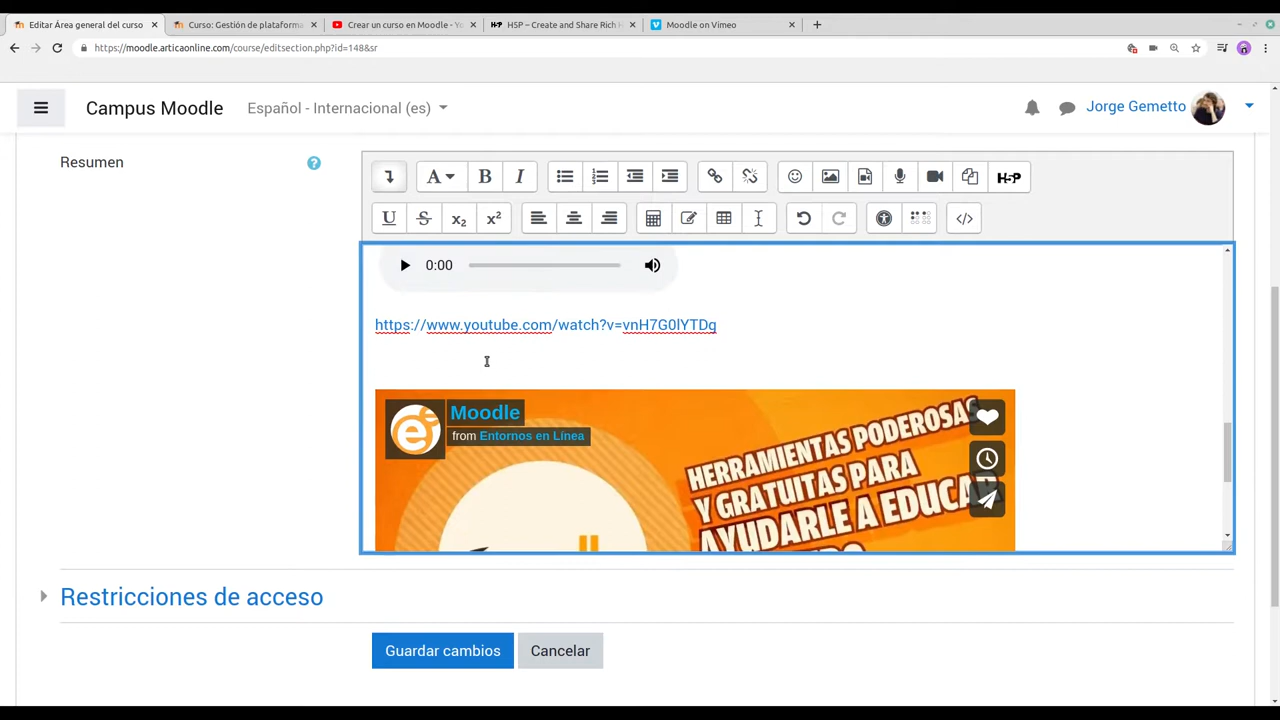 Editar Área general del curso
Curso: Gestión de plataforma
Crear un curso en Moodle - Yo
H5P – Create and Share Rich H
Moodle on Vimeo
https://moodle.articaonline.com/course/editsection.php?id=148&sr
Campus Moodle
Español - Internacional (es)
Jorge Gemetto
Resumen
A B I
H5P
U S x₂ x²
0:00
https://www.youtube.com/watch?v=vnH7G0lYTDg
Moodle
from Entornos en Línea
HERRAMIENTAS PODEROSAS
Y GRATUITAS PARA
AYUDARLE A EDUCA
Restricciones de acceso
Guardar cambios
Cancelar